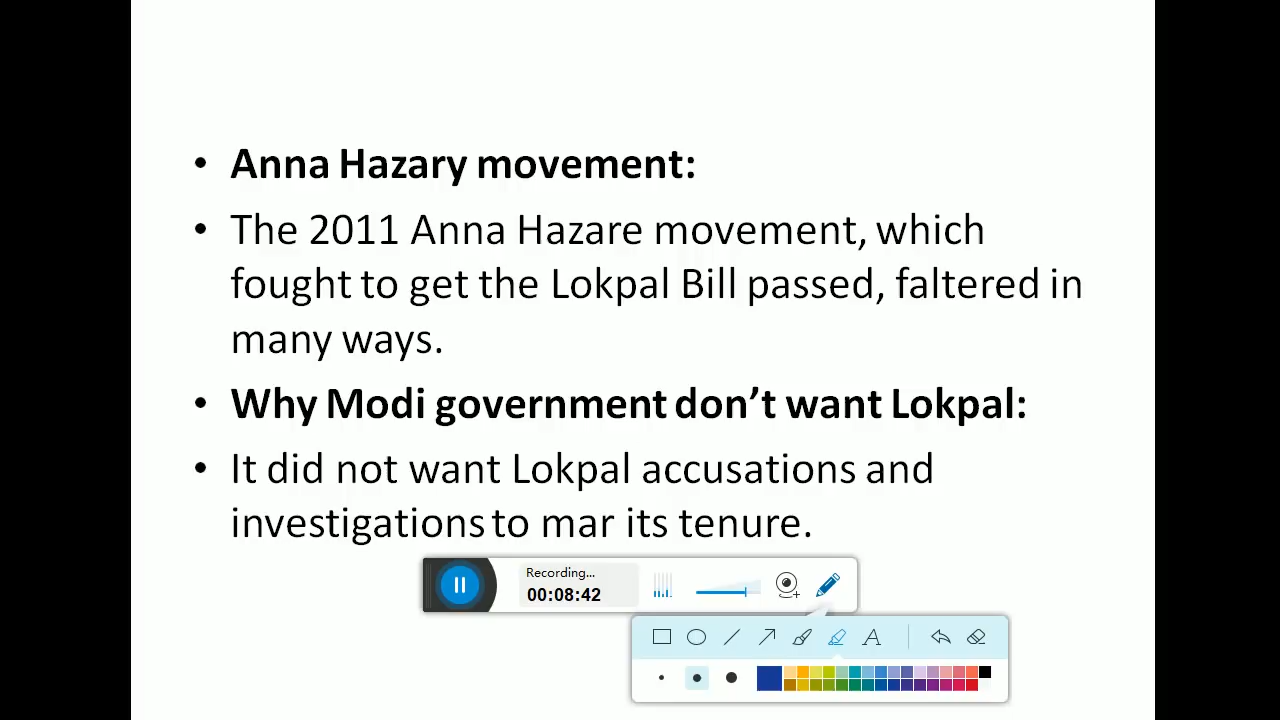 • Anna Hazary movement:
• The 2011 Anna Hazare movement, which
fought to get the Lokpal Bill passed, faltered in
many ways.
• Why Modi government don’t want Lokpal:
• It did not want Lokpal accusations and
investigations to mar its tenure.
Recording...
00:08:42
A